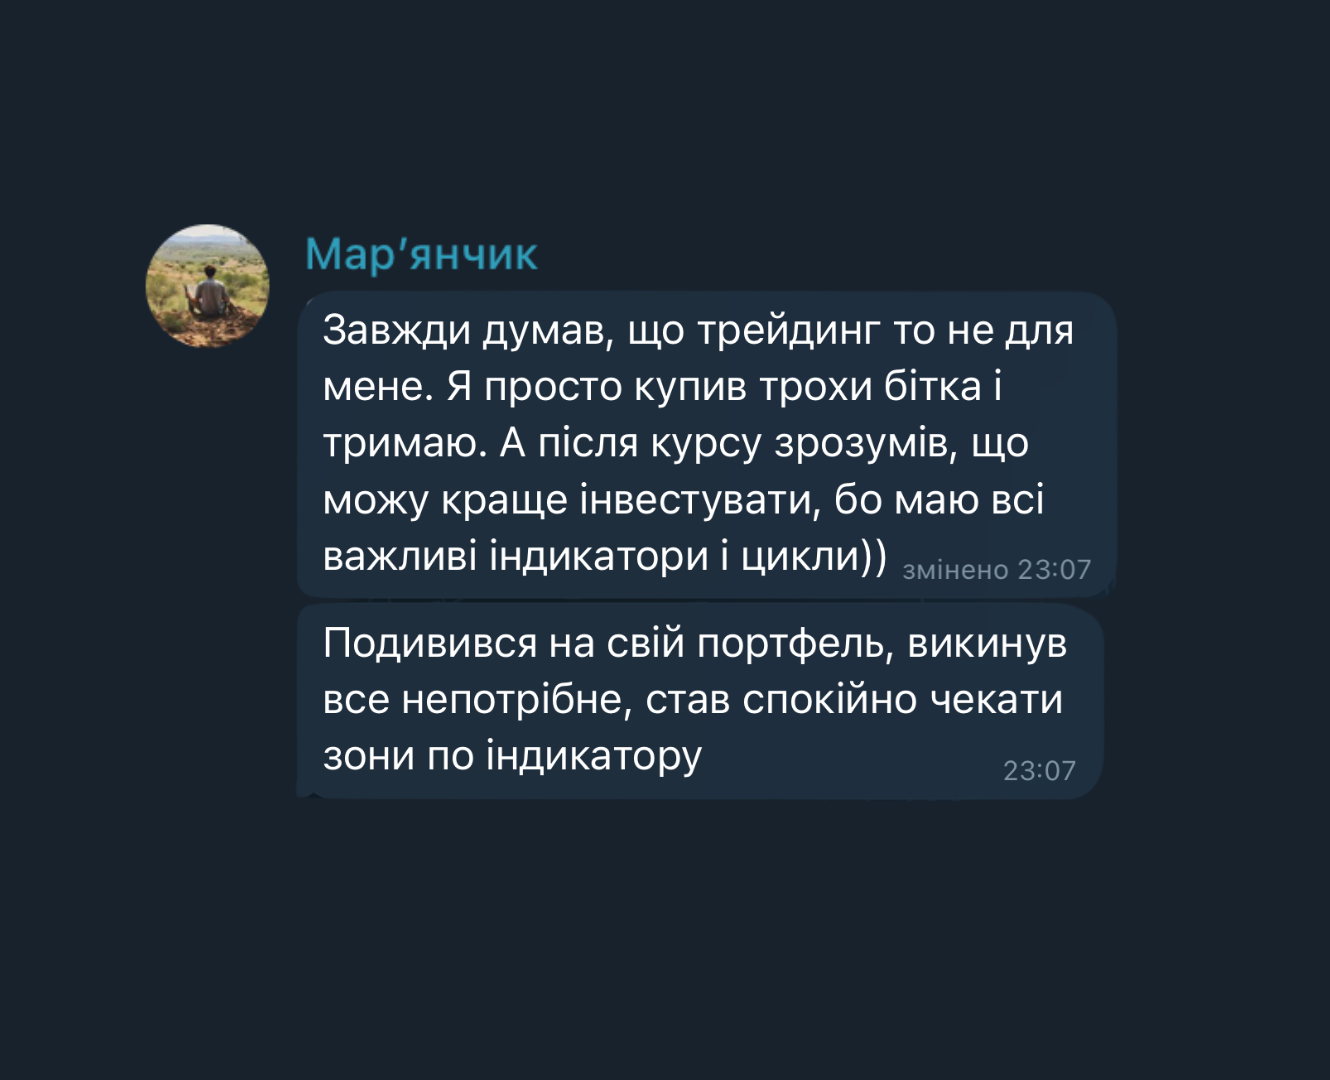 Мар’янчик
Завжди думав, що трейдинг то не для
мене. Я просто купив трохи бітка і
тримаю. А після курсу зрозумів, що
можу краще інвестувати, бо маю всі
важливі індикатори і цикли))
змінено 23:07
Подивився на свій портфель, викинув
все непотрібне, став спокійно чекати
зони по індикатору
23:07